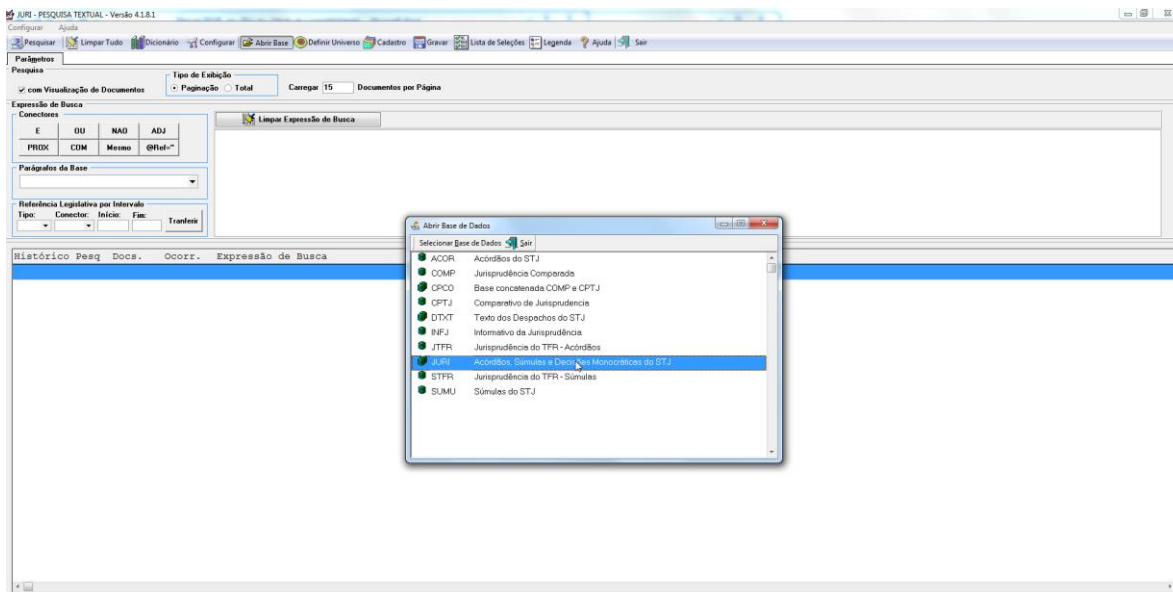 JURI - PESQUISA TEXTUAL - Versão 4.1.8.1
Configurar Ajuda
Pesquisar Limpar Tudo Dicionário Configurar Abrir Base Definir Universo Cadastro Gravar Lista de Seleções Legenda Ajuda Sair
Parâmetros
Pesquisa
com Visualização de Documentos
Tipo de Exibição
Paginação Total
Carregar 15 Documentos por Página
Expressão de Busca
Conectores
E OU NAO ADJ
PROX COM Mesmo @Ref="
Limpar Expressão de Busca
Parágrafos da Base
Referência Legislativa por Intervalo
Tipo: Conector: Início: Fim:
Tranferir
Histórico Pesq Docs. Ocorr. Expressão de Busca
Abrir Base de Dados
Selecionar Base de Dados Sair
ACOR Acórdãos do STJ
COMP Jurisprudência Comparada
CPCO Base concatenada COMP e CPTJ
CPTJ Comparativo de Jurisprudencia
DTXT Texto dos Despachos do STJ
INFJ Informativo da Jurisprudência
JTFR Jurisprudência do TFR - Acórdãos
JURI Acórdãos, Súmulas e Decisões Monocráticas do STJ
STFR Jurisprudência do TFR - Súmulas
SUMU Súmulas do STJ